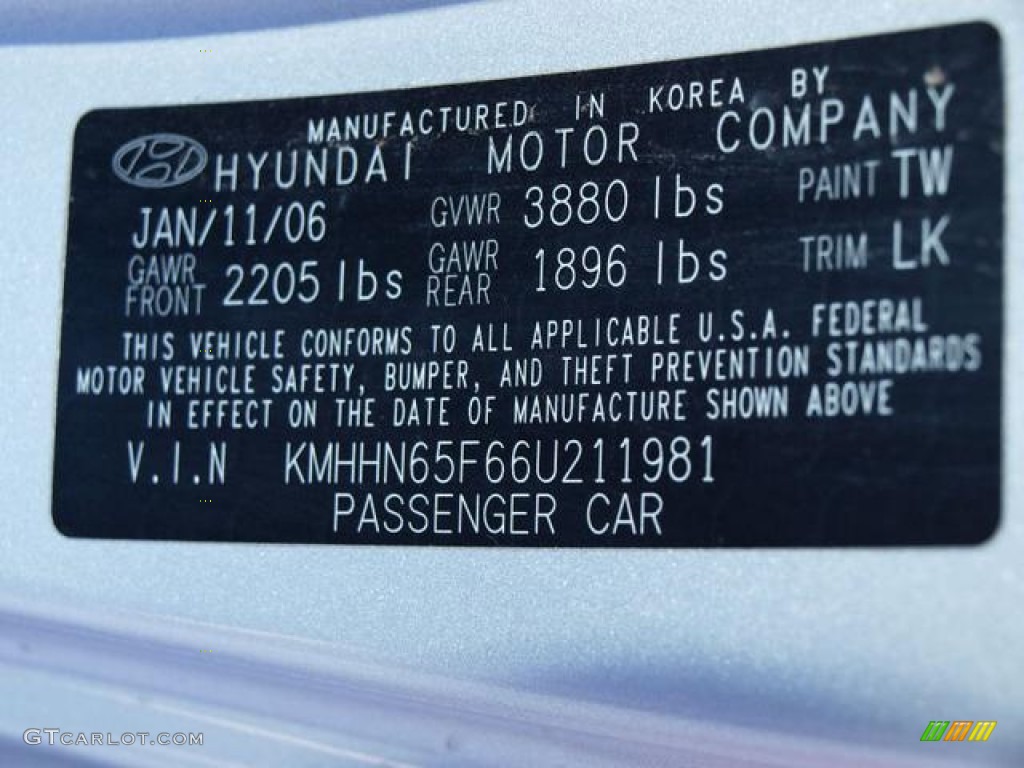 MANUFACTURED IN KOREA BY
HYUNDAI MOTOR COMPANY
JAN/11/06 GVWR 3880 lbs PAINT TW
GAWR FRONT 2205 lbs GAWR REAR 1896 lbs TRIM LK
THIS VEHICLE CONFORMS TO ALL APPLICABLE U.S.A. FEDERAL
MOTOR VEHICLE SAFETY, BUMPER, AND THEFT PREVENTION STANDARDS
IN EFFECT ON THE DATE OF MANUFACTURE SHOWN ABOVE
V.I.N KMHHN65F66U211981
PASSENGER CAR
GTCARLOT.COM